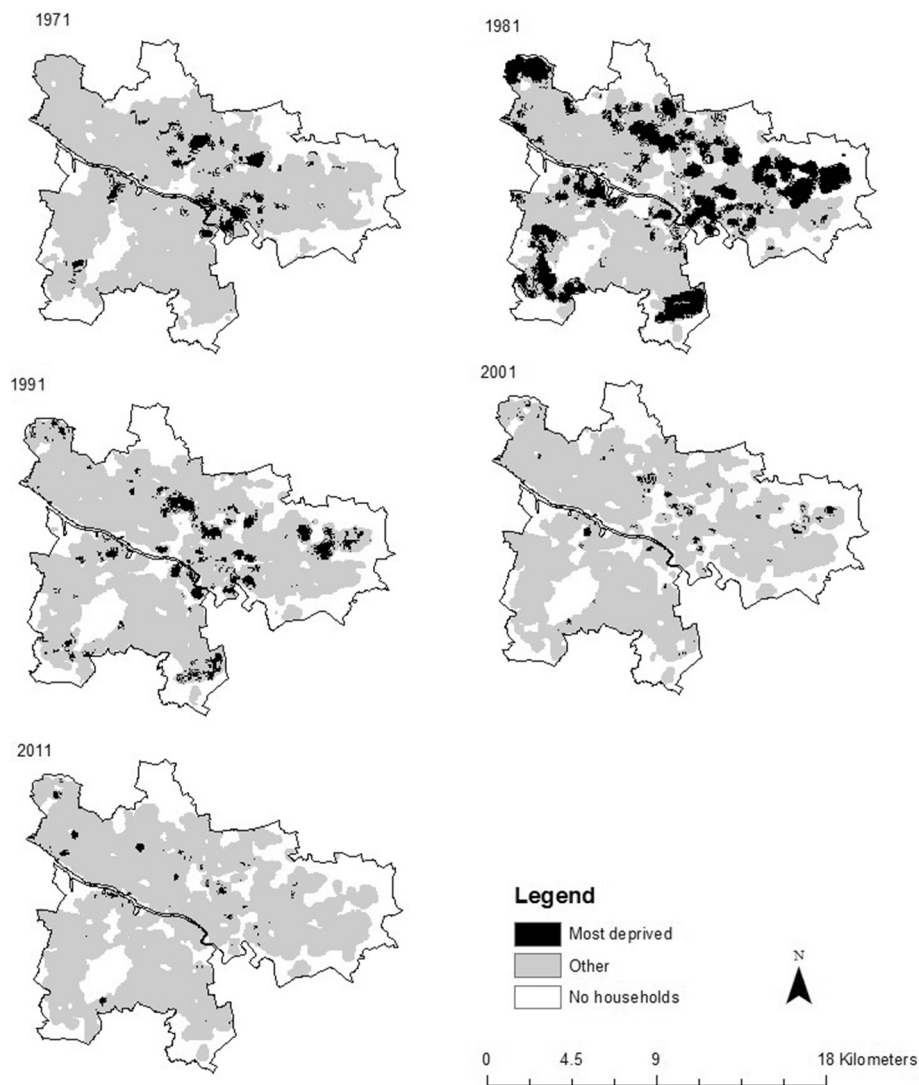 1971
1981
1991
2001
2011
Legend
Most deprived
Other
No households
N
0 4.5 9 18 Kilometers